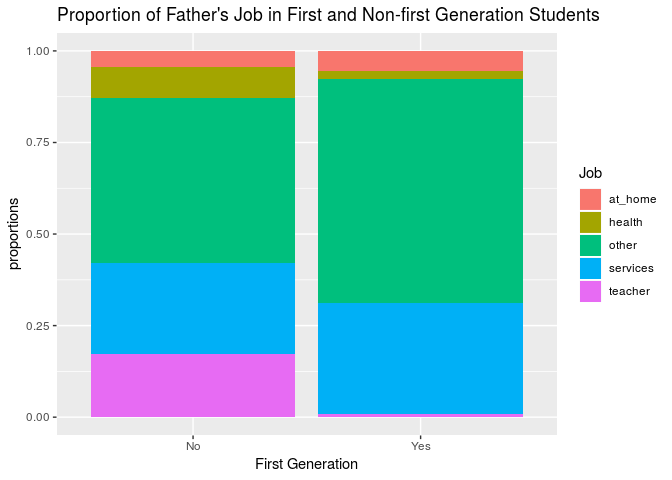 Proportion of Father's Job in First and Non-first Generation Students
1.00
0.75
0.50
0.25
0.00
proportions
No
Yes
First Generation
Job
at_home
health
other
services
teacher